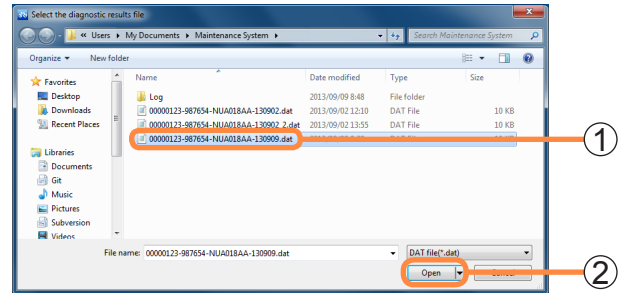 Select the diagnostic results file
« Users ▸ My Documents ▸ Maintenance System ▸ Search Maintenance System
Organize ▾ New folder
Name Date modified Type Size
Favorites
Desktop
Downloads
Recent Places
Libraries
Documents
Git
Music
Pictures
Subversion
Videos
Log 2013/09/09 8:48 File folder
00000123-987654-NUA018AA-130902.dat 2013/09/02 12:10 DAT File 10 KB
00000123-987654-NUA018AA-130902 2.dat 2013/09/02 13:55 DAT File 10 KB
00000123-987654-NUA018AA-130909.dat
①
File name: 00000123-987654-NUA018AA-130909.dat DAT file(*.dat)
Open
②